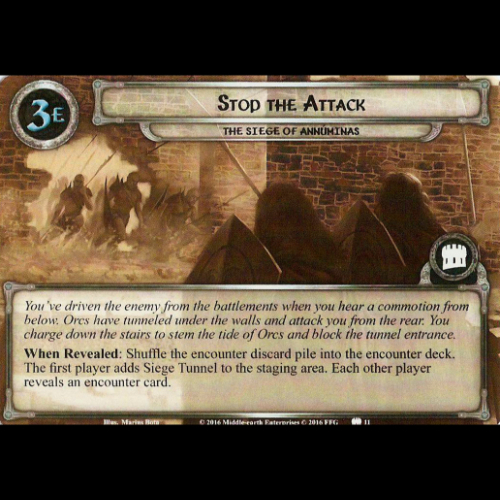 3E
STOP THE ATTACK
THE SIEGE OF ANNÚMINAS
You've driven the enemy from the battlements when you hear a commotion from
below. Orcs have tunneled under the walls and attack you from the rear. You
charge down the stairs to stem the tide of Orcs and block the tunnel entrance.
When Revealed: Shuffle the encounter discard pile into the encounter deck.
The first player adds Siege Tunnel to the staging area. Each other player
reveals an encounter card.
Illus. Marius Bota © 2016 Middle-earth Enterprises © 2016 FFG 11